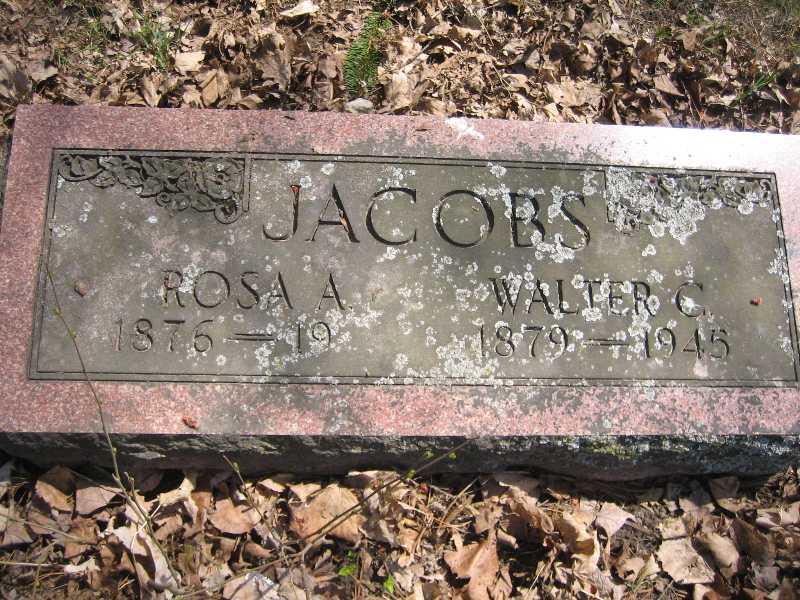 JACOBS
ROSA A. WALTER C.
1876 — 19 1879 — 1945